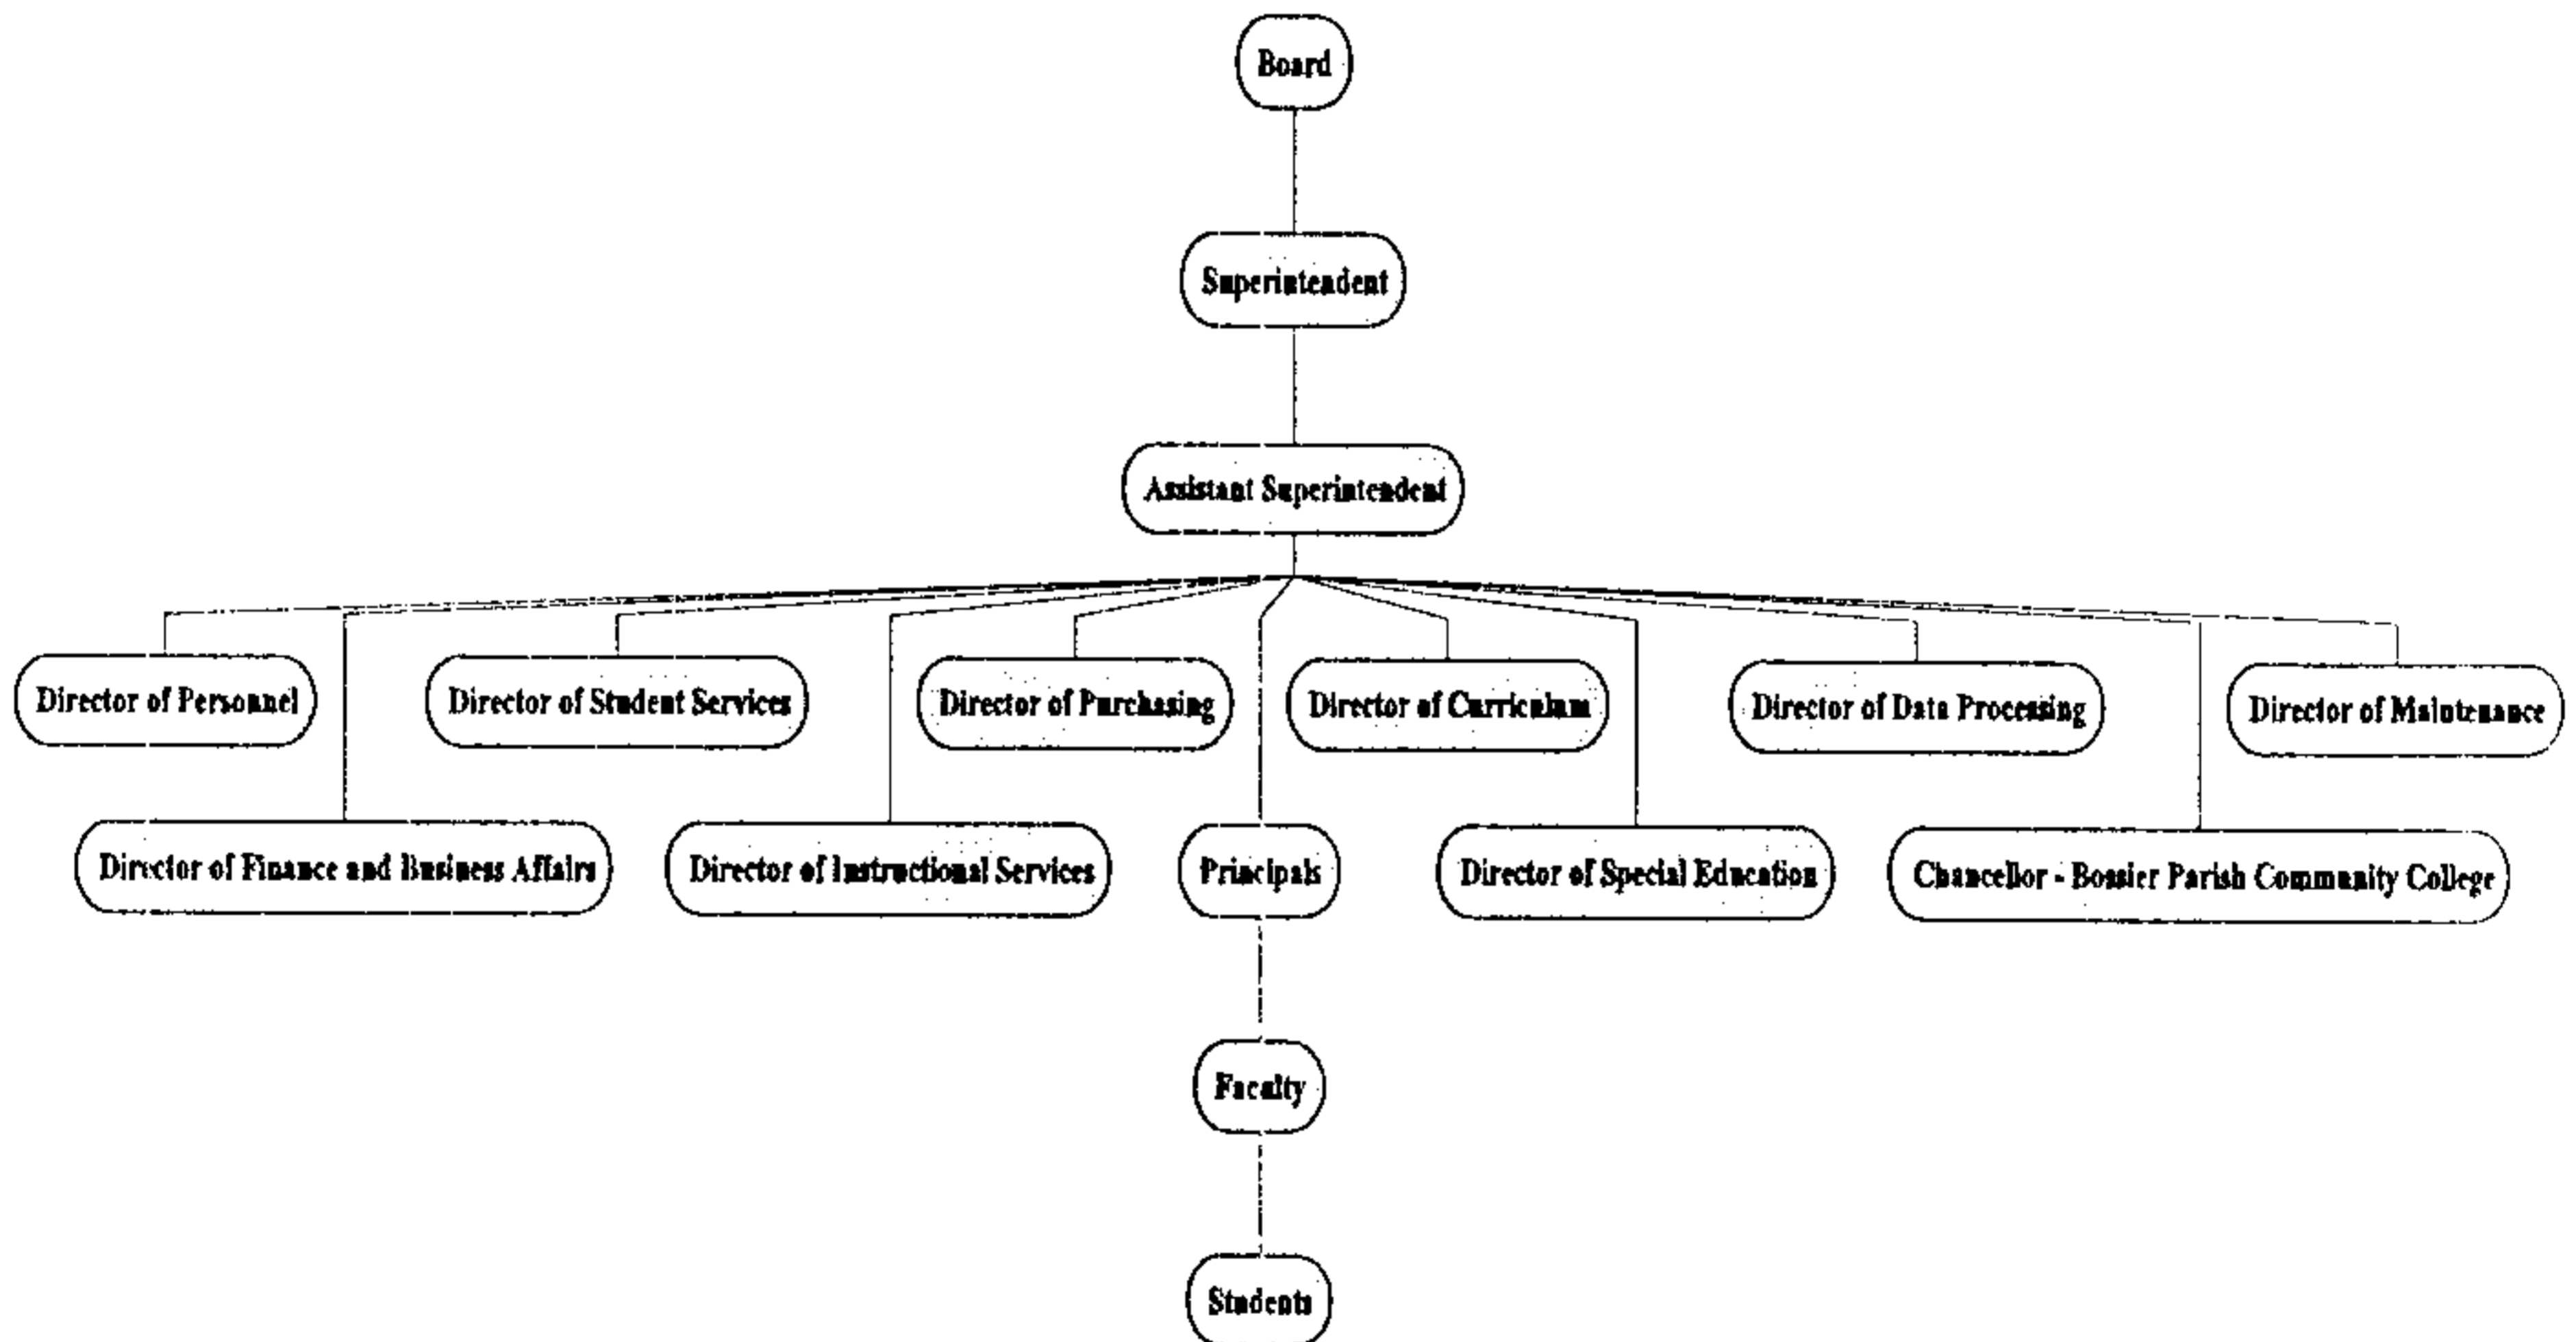 Board
Superintendent
Assistant Superintendent
Director of Personnel
Director of Student Services
Director of Purchasing
Director of Curriculum
Director of Data Processing
Director of Maintenance
Director of Finance and Business Affairs
Director of Instructional Services
Principals
Director of Special Education
Chancellor - Bossier Parish Community College
Faculty
Students